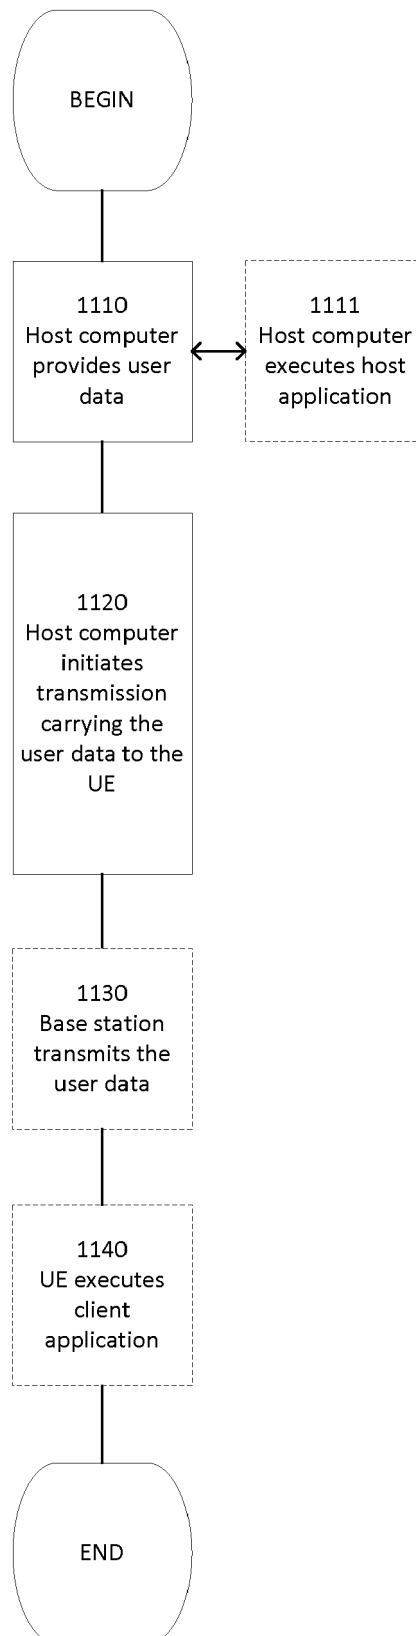 BEGIN
1110
Host computer
provides user
data
1111
Host computer
executes host
application
1120
Host computer
initiates
transmission
carrying the
user data to the
UE
1130
Base station
transmits the
user data
1140
UE executes
client
application
END